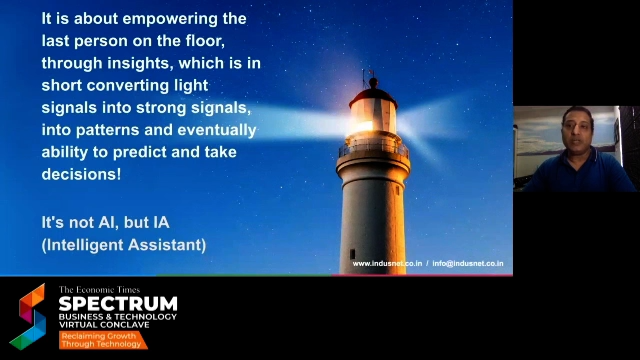 It is about empowering the
last person on the floor,
through insights, which is in
short converting light
signals into strong signals,
into patterns and eventually
ability to predict and take
decisions!
It's not AI, but IA
(Intelligent Assistant)
www.indusnet.co.in / info@indusnet.co.in
The Economic Times
SPECTRUM
BUSINESS & TECHNOLOGY
VIRTUAL CONCLAVE
Reclaiming Growth
Through Technology